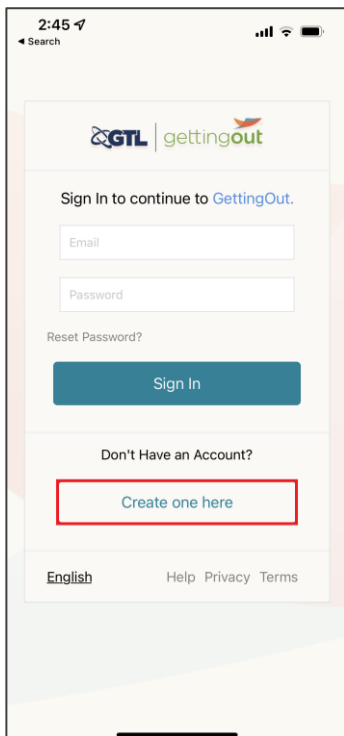 2:45
Search
GTL gettingout
Sign In to continue to GettingOut.
Email
Password
Reset Password?
Sign In
Don't Have an Account?
Create one here
English Help Privacy Terms